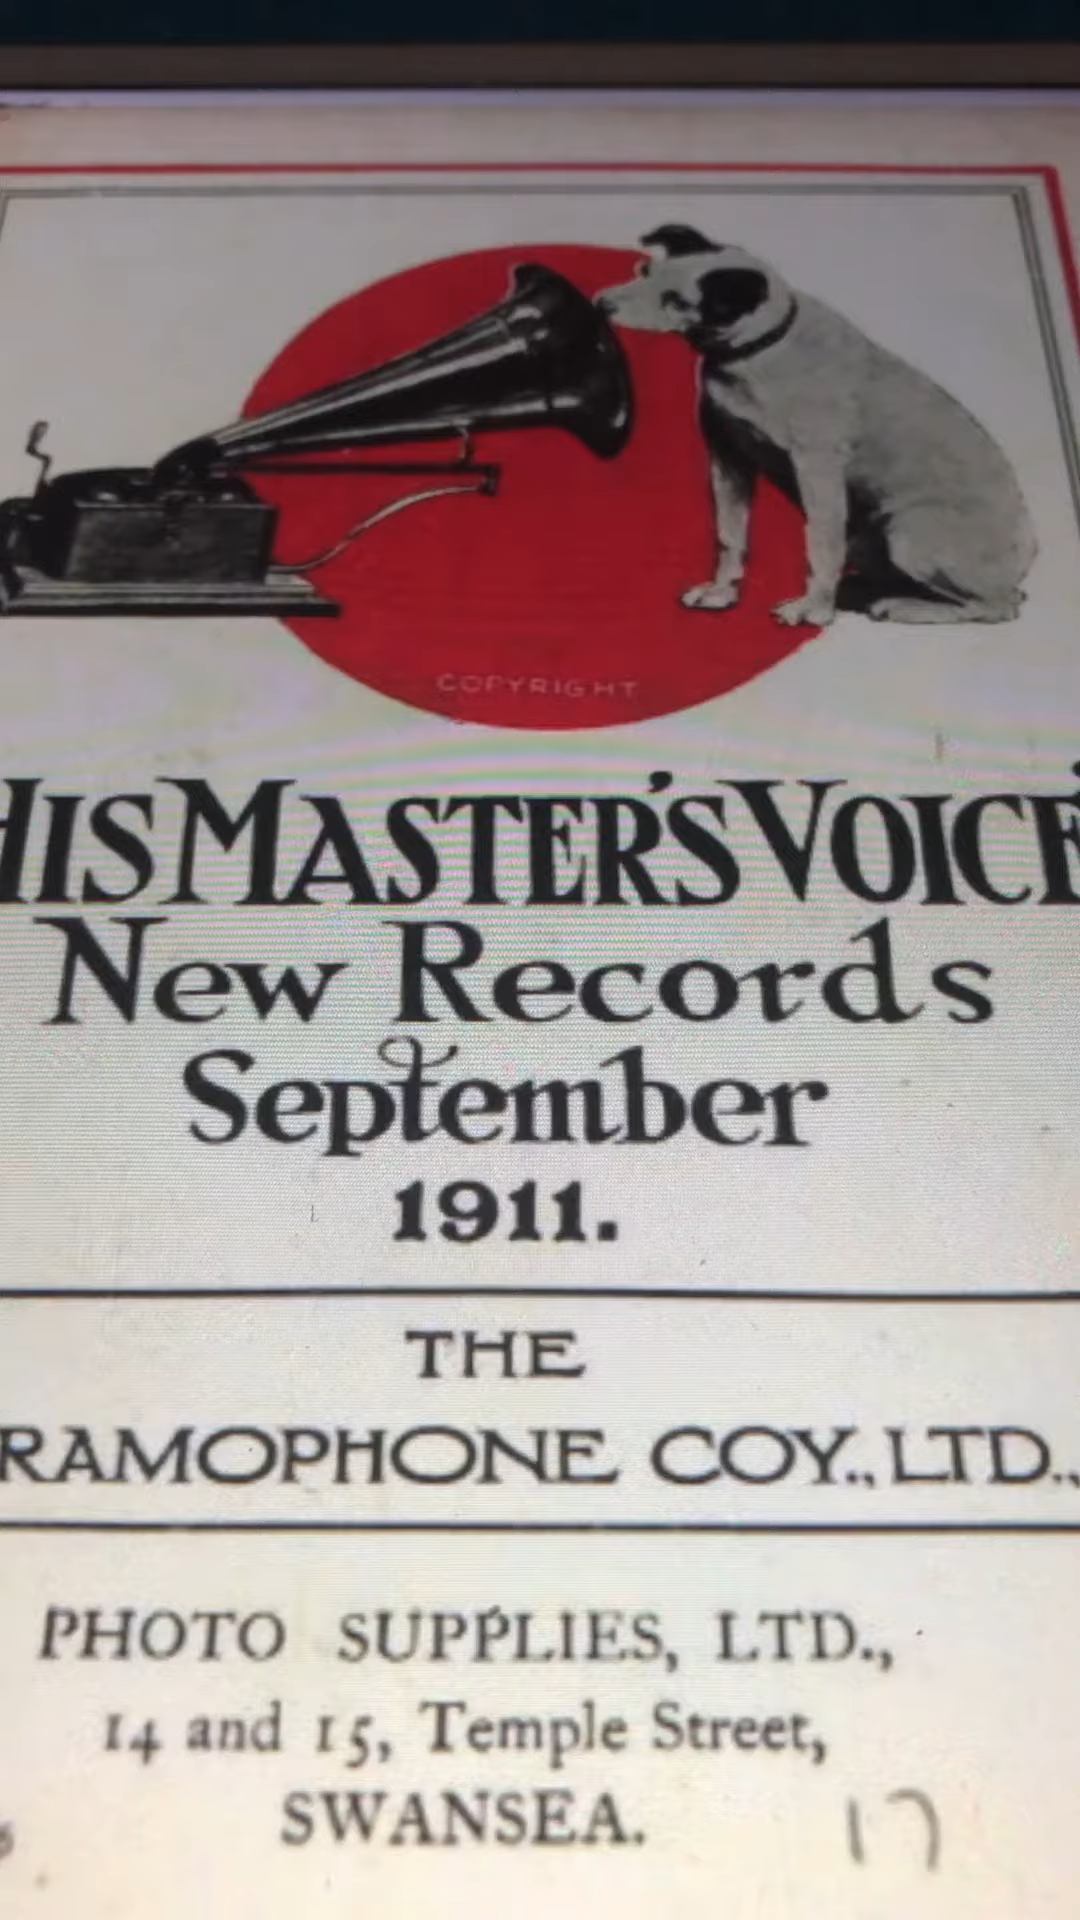 COPYRIGHT
HIS MASTER'S VOICE'
New Records
September
1911.
THE
RAMOPHONE COY., LTD.,
PHOTO SUPPLIES, LTD.,
14 and 15, Temple Street,
SWANSEA.
17